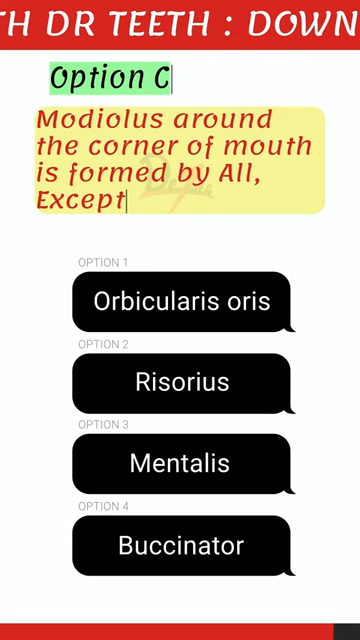 TH DR TEETH : DOWN
Option C
Modiolus around
the corner of mouth
is formed by All,
Except
OPTION 1
Orbicularis oris
OPTION 2
Risorius
OPTION 3
Mentalis
OPTION 4
Buccinator